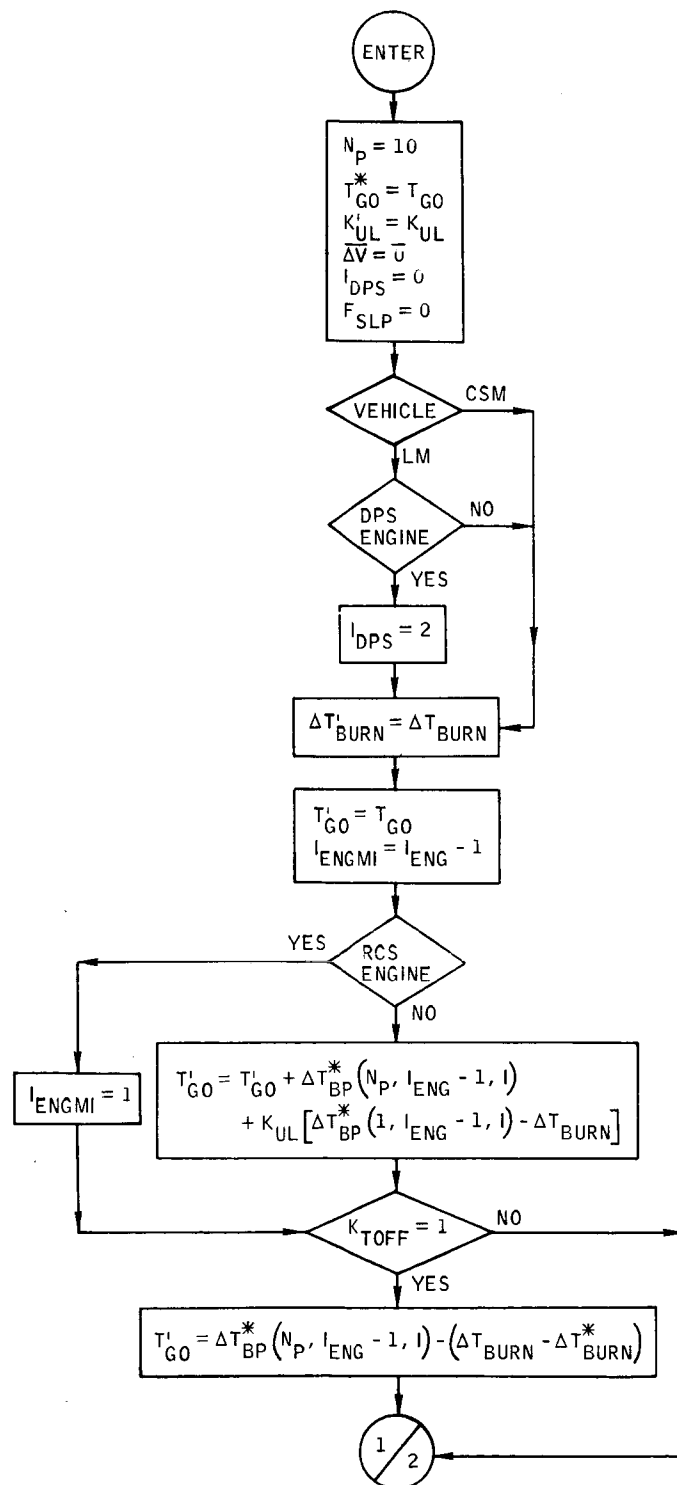 ENTER
N_P = 10
T*_GO = T_GO
K'_UL = K_UL
ΔV̅ = 0̅
I_DPS = 0
F_SLP = 0
VEHICLE
CSM
LM
DPS
ENGINE
NO
YES
I_DPS = 2
ΔT'_BURN = ΔT_BURN
T'_GO = T_GO
I_ENGMI = I_ENG - 1
YES
RCS
ENGINE
NO
I_ENGMI = 1
T'_GO = T'_GO + ΔT*_BP (N_P, I_ENG - 1, I)
+ K_UL [ΔT*_BP (1, I_ENG - 1, I) - ΔT_BURN]
K_TOFF = 1
NO
YES
T'_GO = ΔT*_BP (N_P, I_ENG - 1, I) - (ΔT_BURN - ΔT*_BURN)
1/2